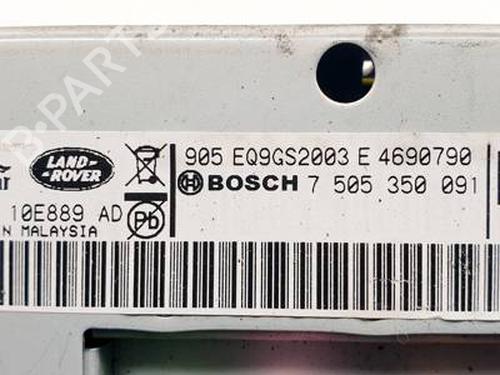 905 EQ9GS2003 E 4690790
LAND-
ROVER
BOSCH 7 505 350 091
10E889 AD
Pb
MALAYSIA
B-PARTS